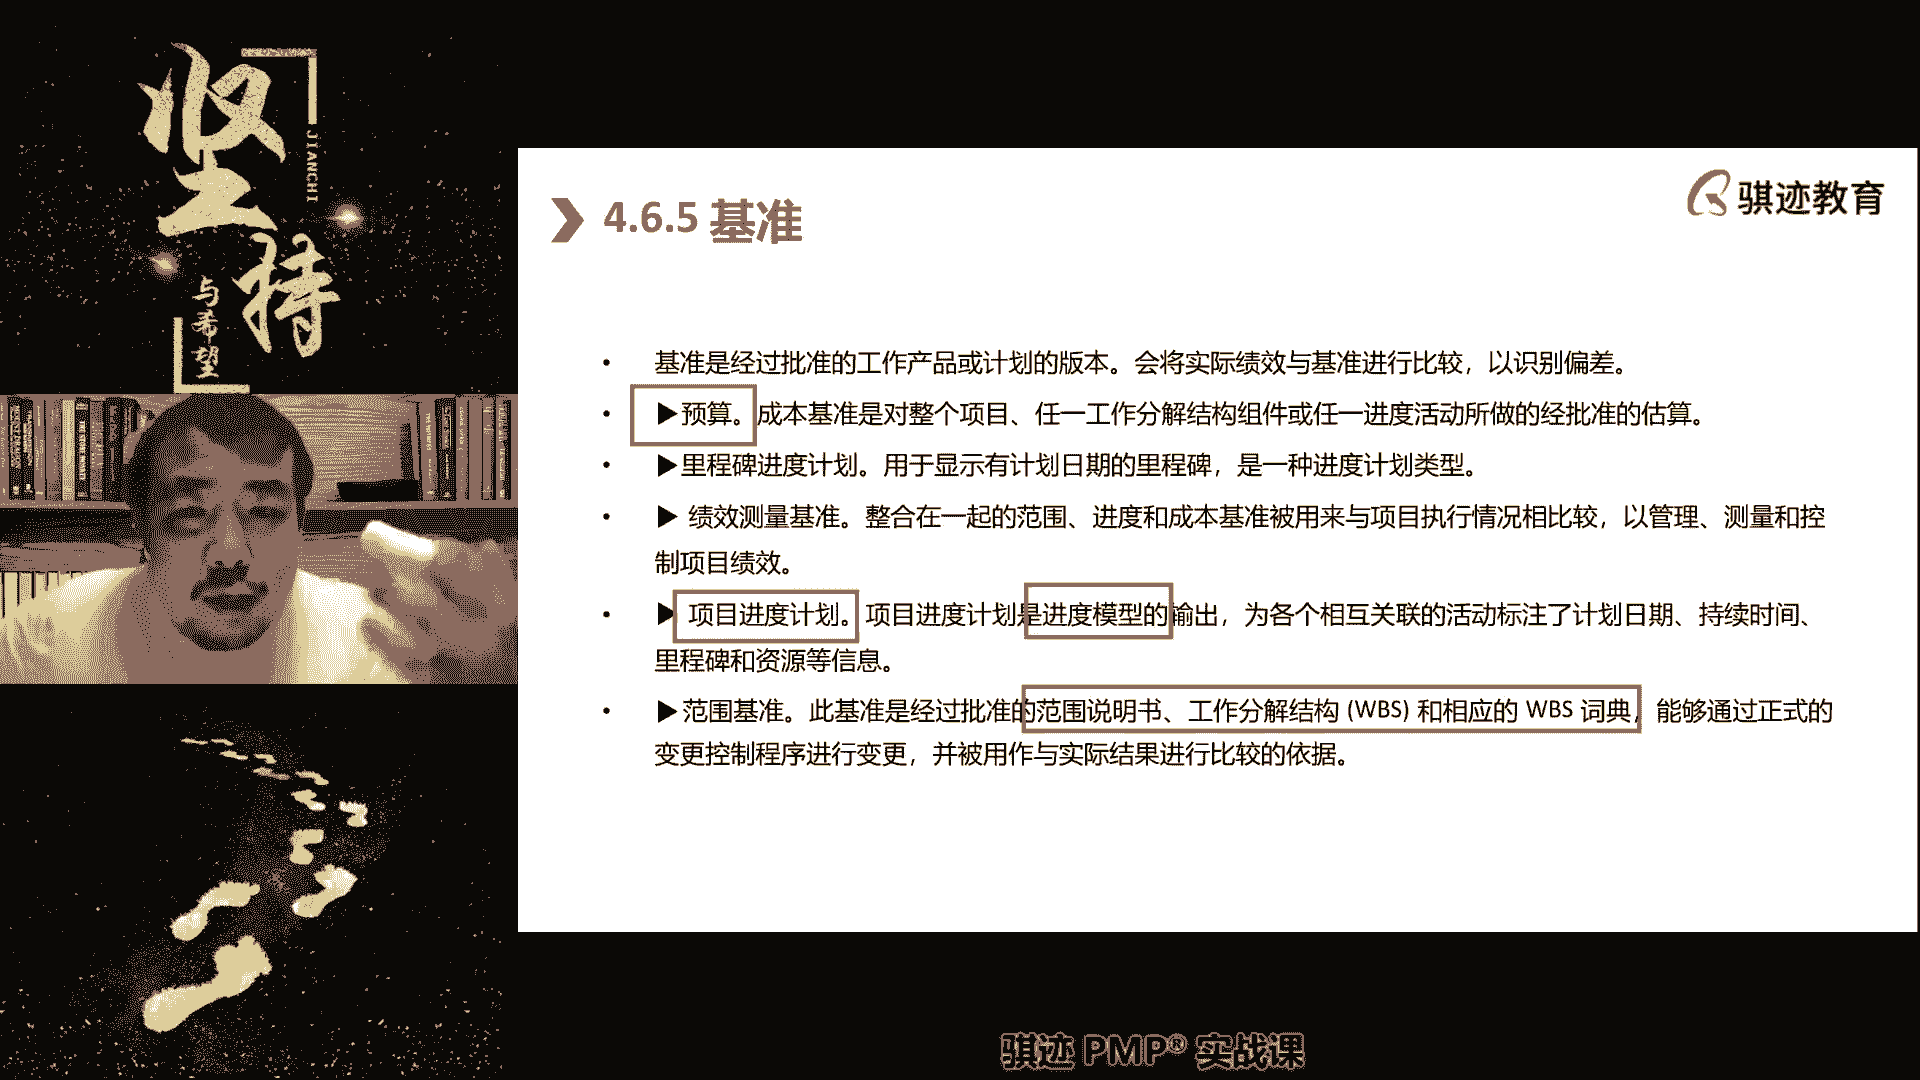 坚持
JIANCHI
与希望
骐迹教育
4.6.5 基准
• 基准是经过批准的工作产品或计划的版本。会将实际绩效与基准进行比较，以识别偏差。
• ▶预算。成本基准是对整个项目、任一工作分解结构组件或任一进度活动所做的经批准的估算。
• ▶里程碑进度计划。用于显示有计划日期的里程碑，是一种进度计划类型。
• ▶ 绩效测量基准。整合在一起的范围、进度和成本基准被用来与项目执行情况相比较，以管理、测量和控
制项目绩效。
• ▶ 项目进度计划。项目进度计划是进度模型的输出，为各个相互关联的活动标注了计划日期、持续时间、
里程碑和资源等信息。
• ▶范围基准。此基准是经过批准的范围说明书、工作分解结构 (WBS) 和相应的 WBS 词典，能够通过正式的
变更控制程序进行变更，并被用作与实际结果进行比较的依据。
骐迹 PMP® 实战课